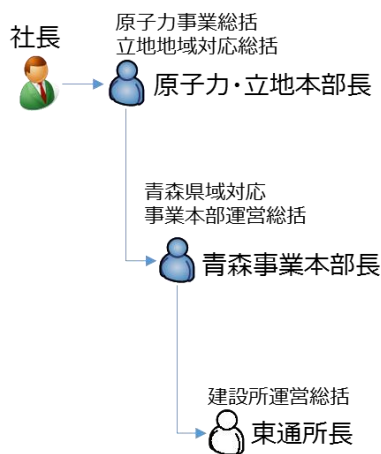 社長
原子力事業総括
立地地域対応総括
原子力・立地本部長
青森県域対応
事業本部運営総括
青森事業本部長
建設所運営総括
東通所長